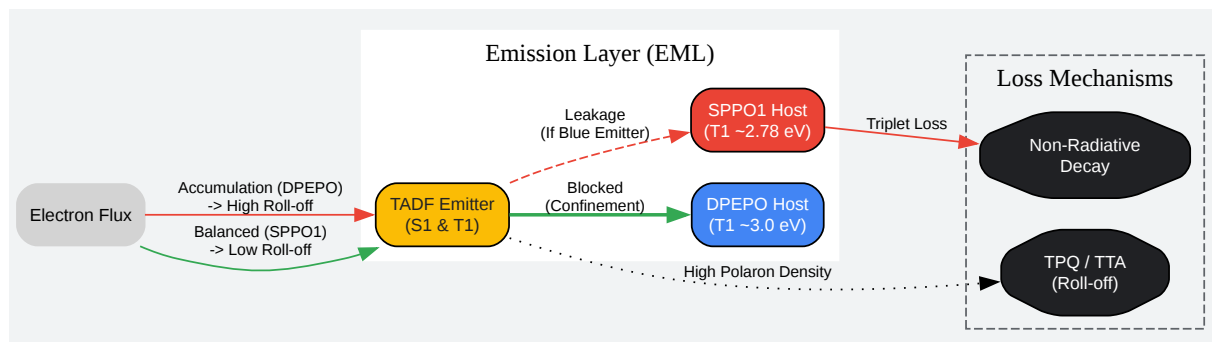 Emission Layer (EML)
Loss Mechanisms
Electron Flux
Accumulation (DPEPO)
-> High Roll-off
Balanced (SPPO1)
-> Low Roll-off
TADF Emitter
(S1 & T1)
Leakage
(If Blue Emitter)
Blocked
(Confinement)
SPPO1 Host
(T1 ~2.78 eV)
DPEPO Host
(T1 ~3.0 eV)
High Polaron Density
Triplet Loss
Non-Radiative
Decay
TPQ / TTA
(Roll-off)